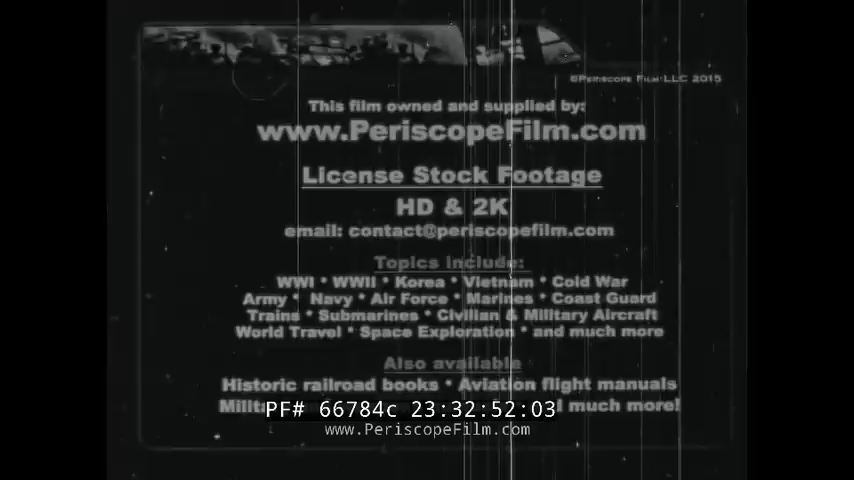 ©Periscope Film LLC 2015
This film owned and supplied by:
www.PeriscopeFilm.com
License Stock Footage
HD & 2K
email: contact@periscopefilm.com
Topics include:
WWI * WWII * Korea * Vietnam * Cold War
Army * Navy * Air Force * Marines * Coast Guard
Trains * Submarines * Civilian & Military Aircraft
World Travel * Space Exploration * and much more
Also available
Historic railroad books * Aviation flight manuals
much more!
PF# 66784c 23:32:52:03
www.PeriscopeFilm.com